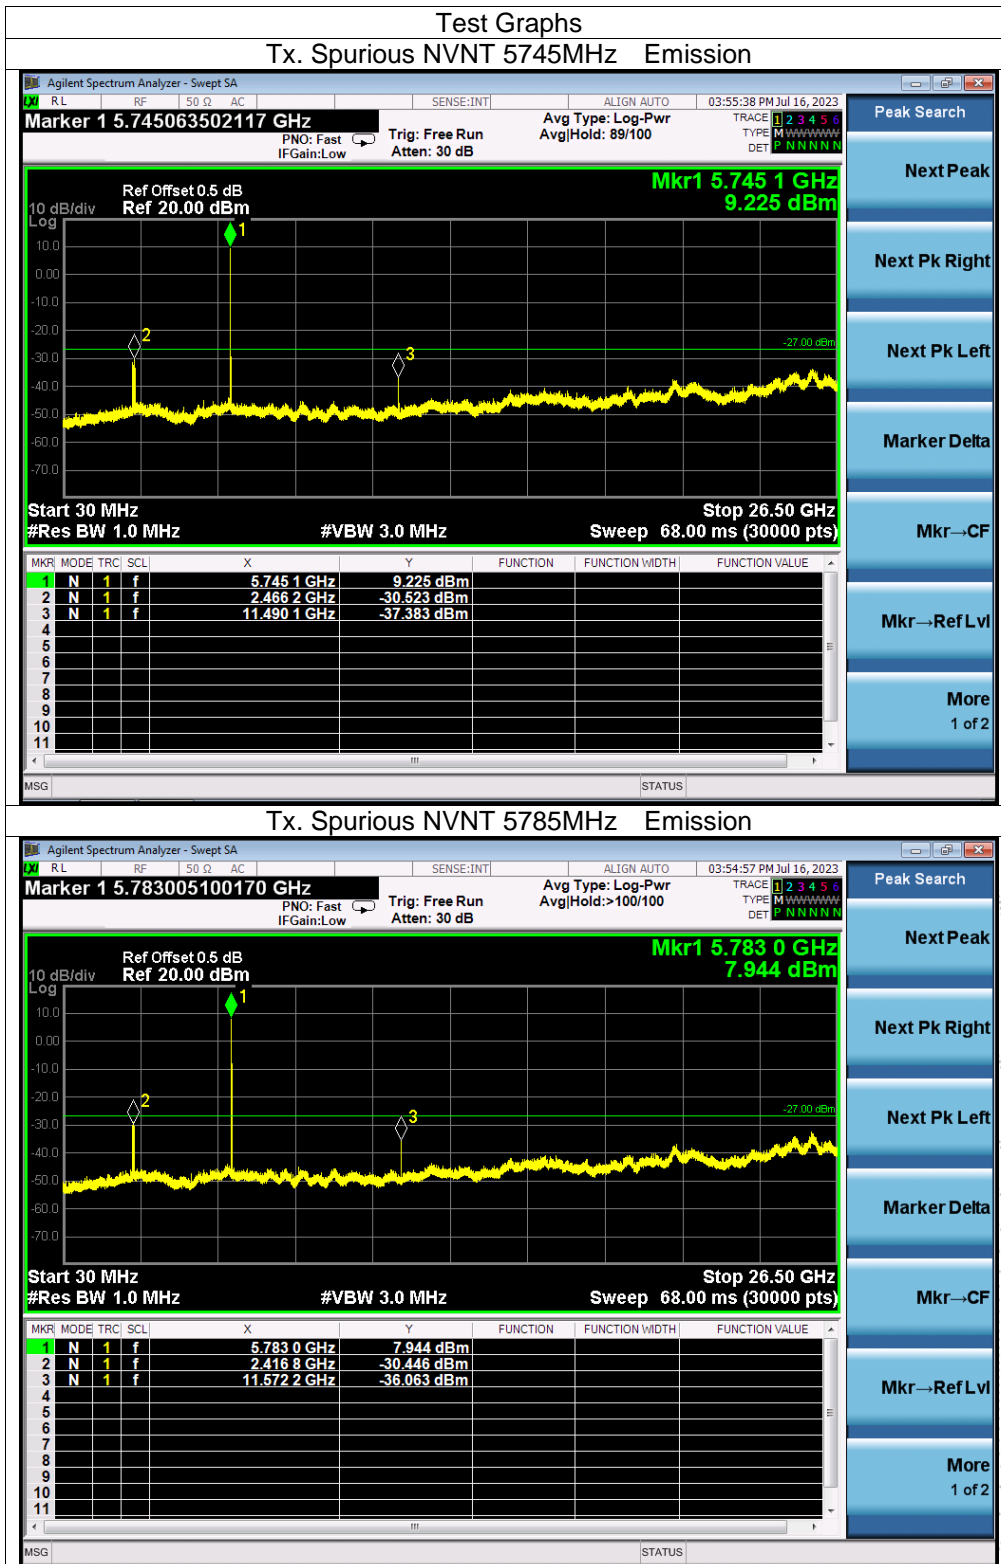 Test Graphs
Tx. Spurious NVNT 5745MHz Emission
Agilent Spectrum Analyzer - Swept SA
LXI RL RF 50 Ω AC SENSE:INT ALIGN AUTO 03:55:38 PM Jul 16, 2023
Marker 1 5.745063502117 GHz
PNO: Fast
IFGain:Low
Trig: Free Run
Atten: 30 dB
Avg Type: Log-Pwr
Avg|Hold: 89/100
TRACE 1 2 3 4 5 6
TYPE M WWWWW
DET P N N N N N
Peak Search
Next Peak
Next Pk Right
Next Pk Left
Marker Delta
Mkr→CF
Mkr→Ref Lvl
More
1 of 2
Mkr1 5.745 1 GHz
9.225 dBm
Ref Offset 0.5 dB
10 dB/div Ref 20.00 dBm
Log
10.0
0.00
-10.0
-20.0
-30.0
-40.0
-50.0
-60.0
-70.0
1
2
3
-27.00 dBm
Start 30 MHz Stop 26.50 GHz
#Res BW 1.0 MHz #VBW 3.0 MHz Sweep 68.00 ms (30000 pts)
MKR MODE TRC SCL X Y FUNCTION FUNCTION WIDTH FUNCTION VALUE
1 N 1 f 5.745 1 GHz 9.225 dBm
2 N 1 f 2.466 2 GHz -30.523 dBm
3 N 1 f 11.490 1 GHz -37.383 dBm
4
5
6
7
8
9
10
11
MSG STATUS
Tx. Spurious NVNT 5785MHz Emission
Agilent Spectrum Analyzer - Swept SA
LXI RL RF 50 Ω AC SENSE:INT ALIGN AUTO 03:54:57 PM Jul 16, 2023
Marker 1 5.783005100170 GHz
PNO: Fast
IFGain:Low
Trig: Free Run
Atten: 30 dB
Avg Type: Log-Pwr
Avg|Hold:>100/100
TRACE 1 2 3 4 5 6
TYPE M WWWWW
DET P N N N N N
Peak Search
Next Peak
Next Pk Right
Next Pk Left
Marker Delta
Mkr→CF
Mkr→Ref Lvl
More
1 of 2
Mkr1 5.783 0 GHz
7.944 dBm
Ref Offset 0.5 dB
10 dB/div Ref 20.00 dBm
Log
10.0
0.00
-10.0
-20.0
-30.0
-40.0
-50.0
-60.0
-70.0
1
2
3
-27.00 dBm
Start 30 MHz Stop 26.50 GHz
#Res BW 1.0 MHz #VBW 3.0 MHz Sweep 68.00 ms (30000 pts)
MKR MODE TRC SCL X Y FUNCTION FUNCTION WIDTH FUNCTION VALUE
1 N 1 f 5.783 0 GHz 7.944 dBm
2 N 1 f 2.416 8 GHz -30.446 dBm
3 N 1 f 11.572 2 GHz -36.063 dBm
4
5
6
7
8
9
10
11
MSG STATUS